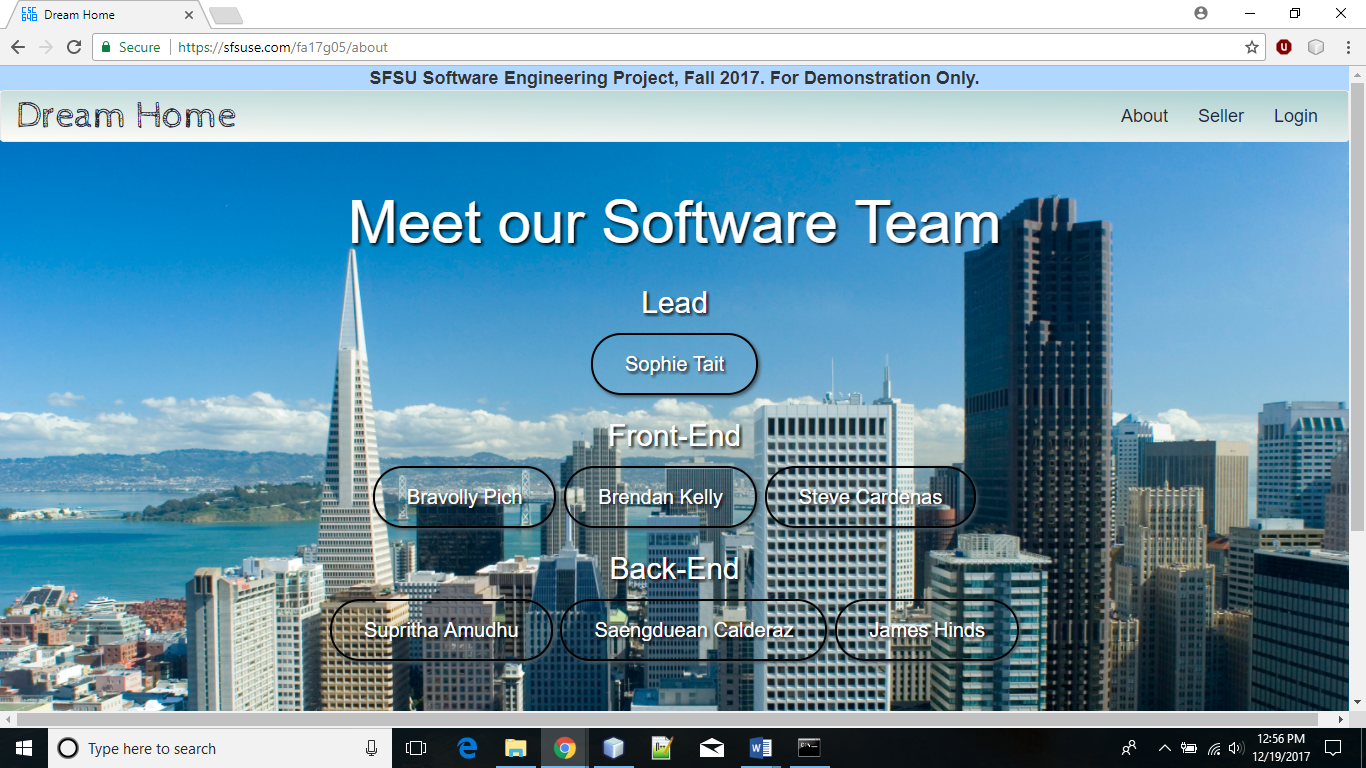 Dream Home
Secure https://sfsuse.com/fa17g05/about
SFSU Software Engineering Project, Fall 2017. For Demonstration Only.
Dream Home About Seller Login
Meet our Software Team
Lead
Sophie Tait
Front-End
Bravolly Pich Brendan Kelly Steve Cardenas
Back-End
Supritha Amudhu Saengduean Calderaz James Hinds
Type here to search
12:56 PM
12/19/2017